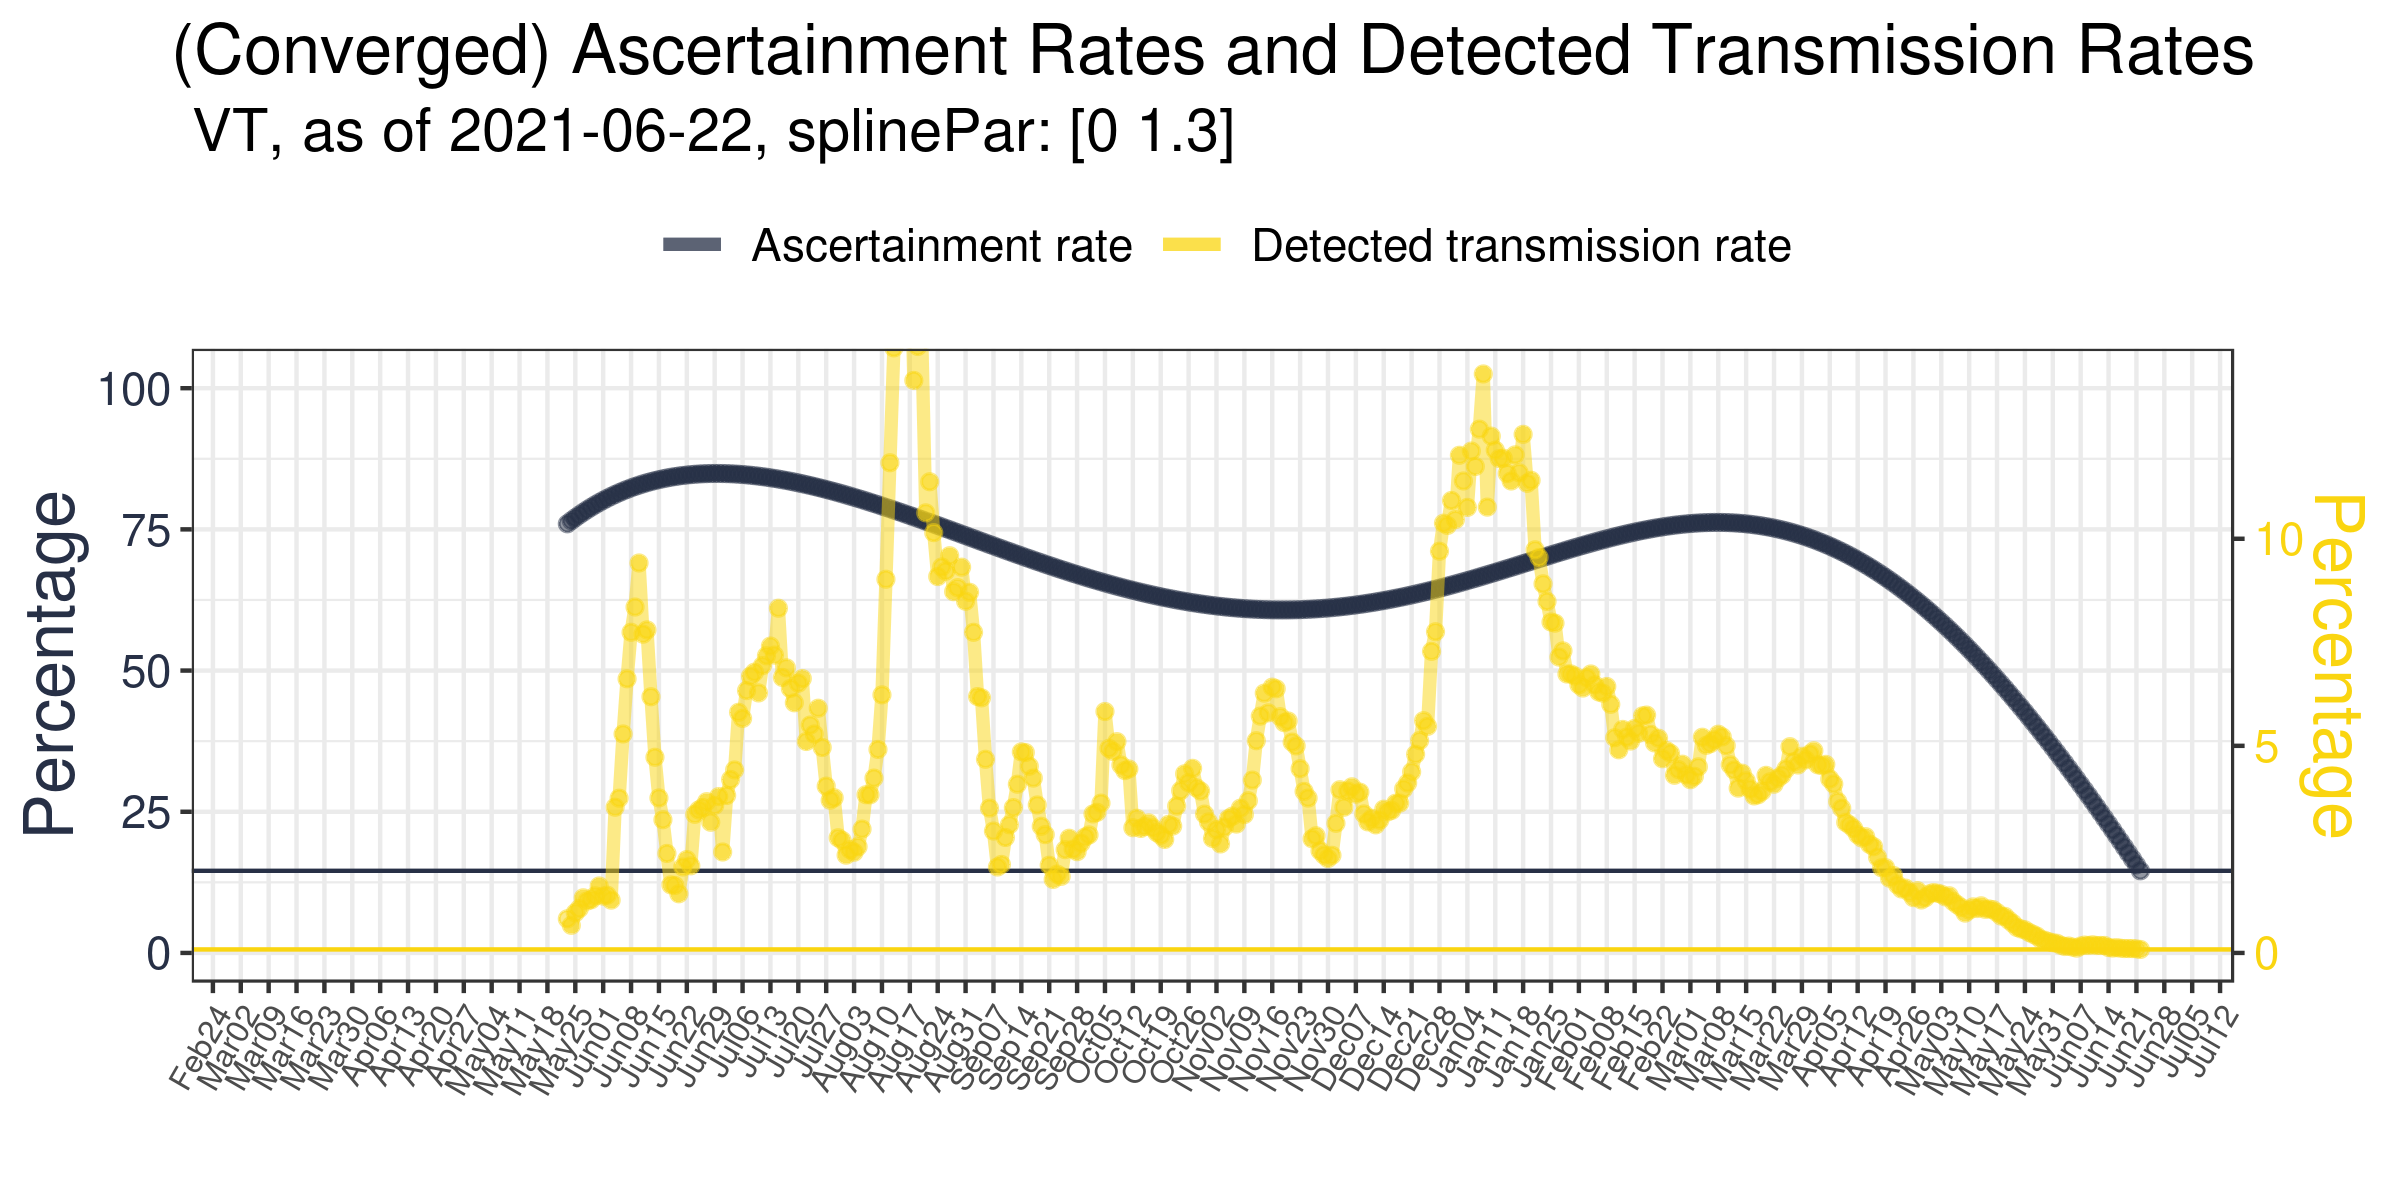 (Converged) Ascertainment Rates and Detected Transmission Rates
VT, as of 2021-06-22, splinePar: [0 1.3]
Ascertainment rate Detected transmission rate
Percentage
100
75
50
25
0
10
5
0
Percentage
Feb24 Mar02 Mar09 Mar16 Mar23 Mar30 Apr06 Apr13 Apr20 Apr27 May04 May11 May18 May25 Jun01 Jun08 Jun15 Jun22 Jun29 Jul06 Jul13 Jul20 Jul27 Aug03 Aug10 Aug17 Aug24 Aug31 Sep07 Sep14 Sep21 Sep28 Oct05 Oct12 Oct19 Oct26 Nov02 Nov09 Nov16 Nov23 Nov30 Dec07 Dec14 Dec21 Dec28 Jan04 Jan11 Jan18 Jan25 Feb01 Feb08 Feb15 Feb22 Mar01 Mar08 Mar15 Mar22 Mar29 Apr05 Apr12 Apr19 Apr26 May03 May10 May17 May24 May31 Jun07 Jun14 Jun21 Jun28 Jul05 Jul12